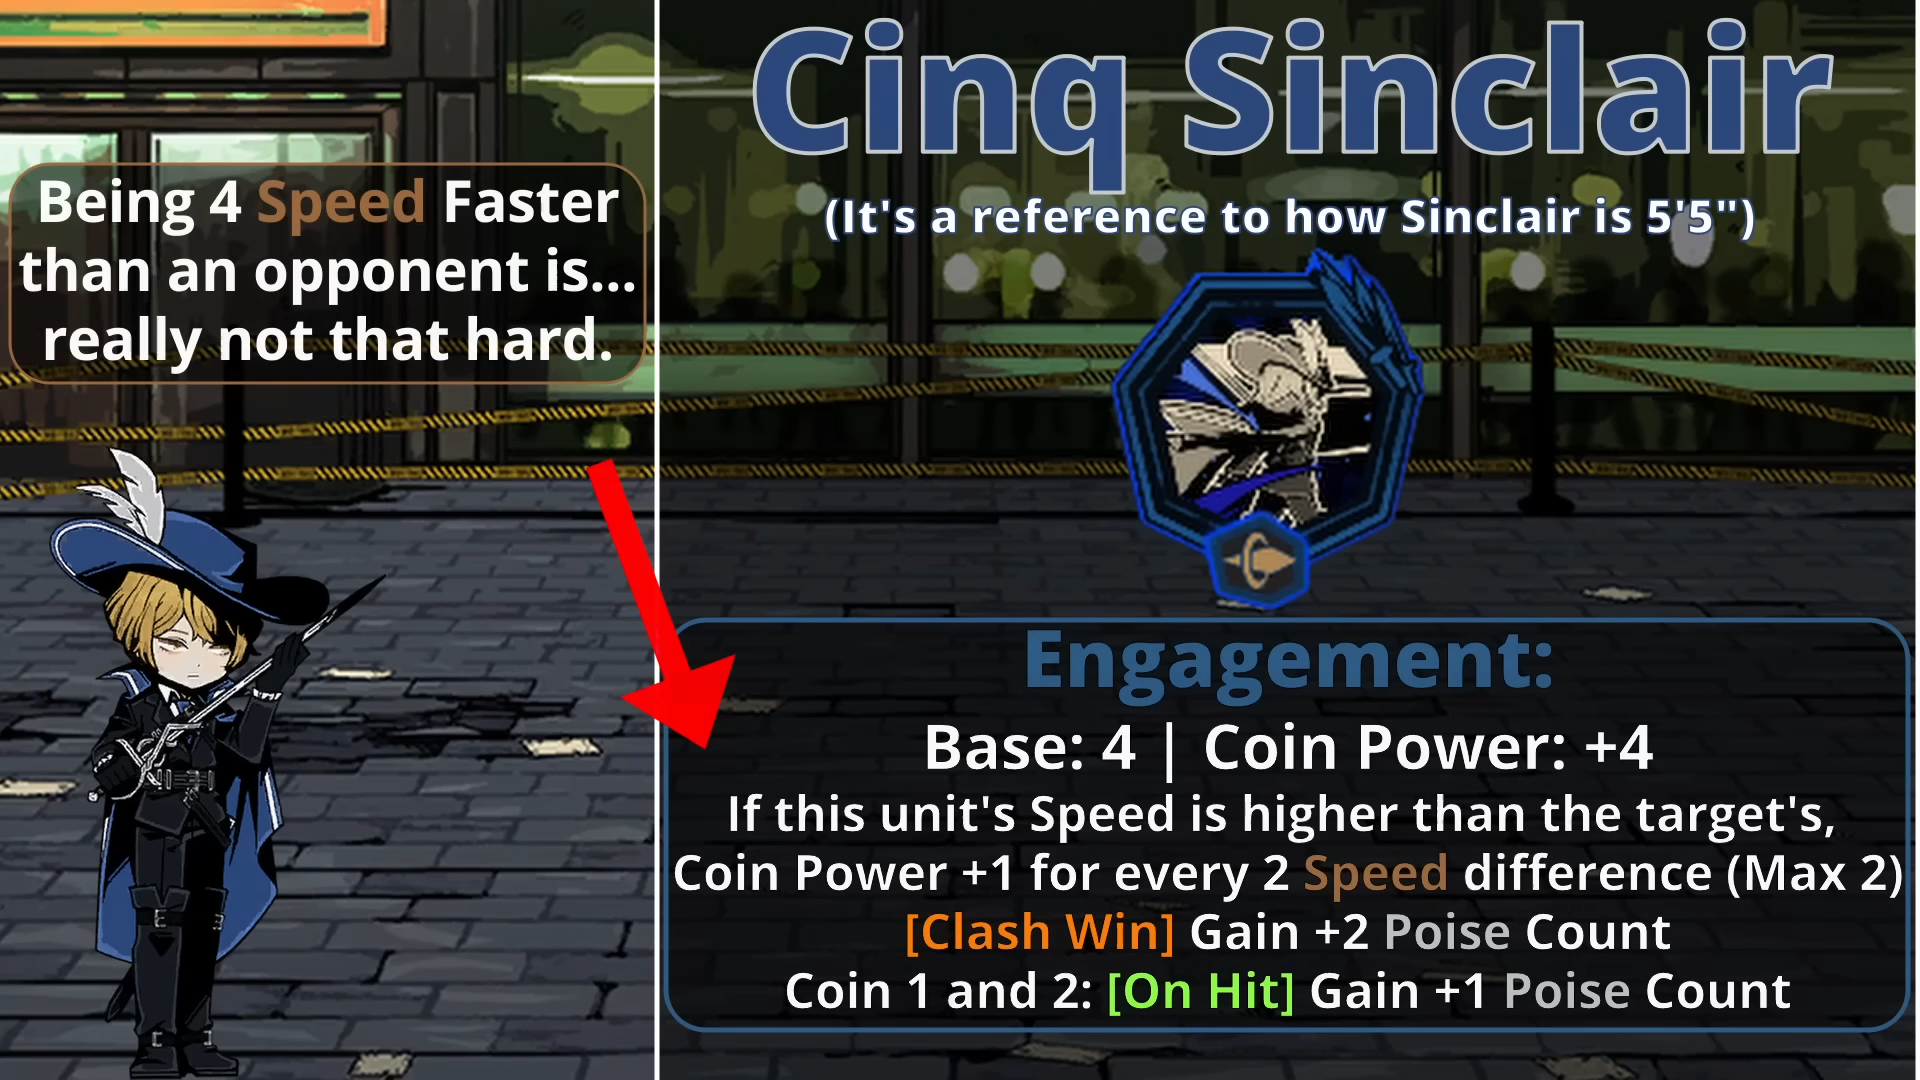 Being 4 Speed Faster
than an opponent is...
really not that hard.
Cinq Sinclair
(It's a reference to how Sinclair is 5'5")
Engagement:
Base: 4 | Coin Power: +4
If this unit's Speed is higher than the target's,
Coin Power +1 for every 2 Speed difference (Max 2)
[Clash Win] Gain +2 Poise Count
Coin 1 and 2: [On Hit] Gain +1 Poise Count